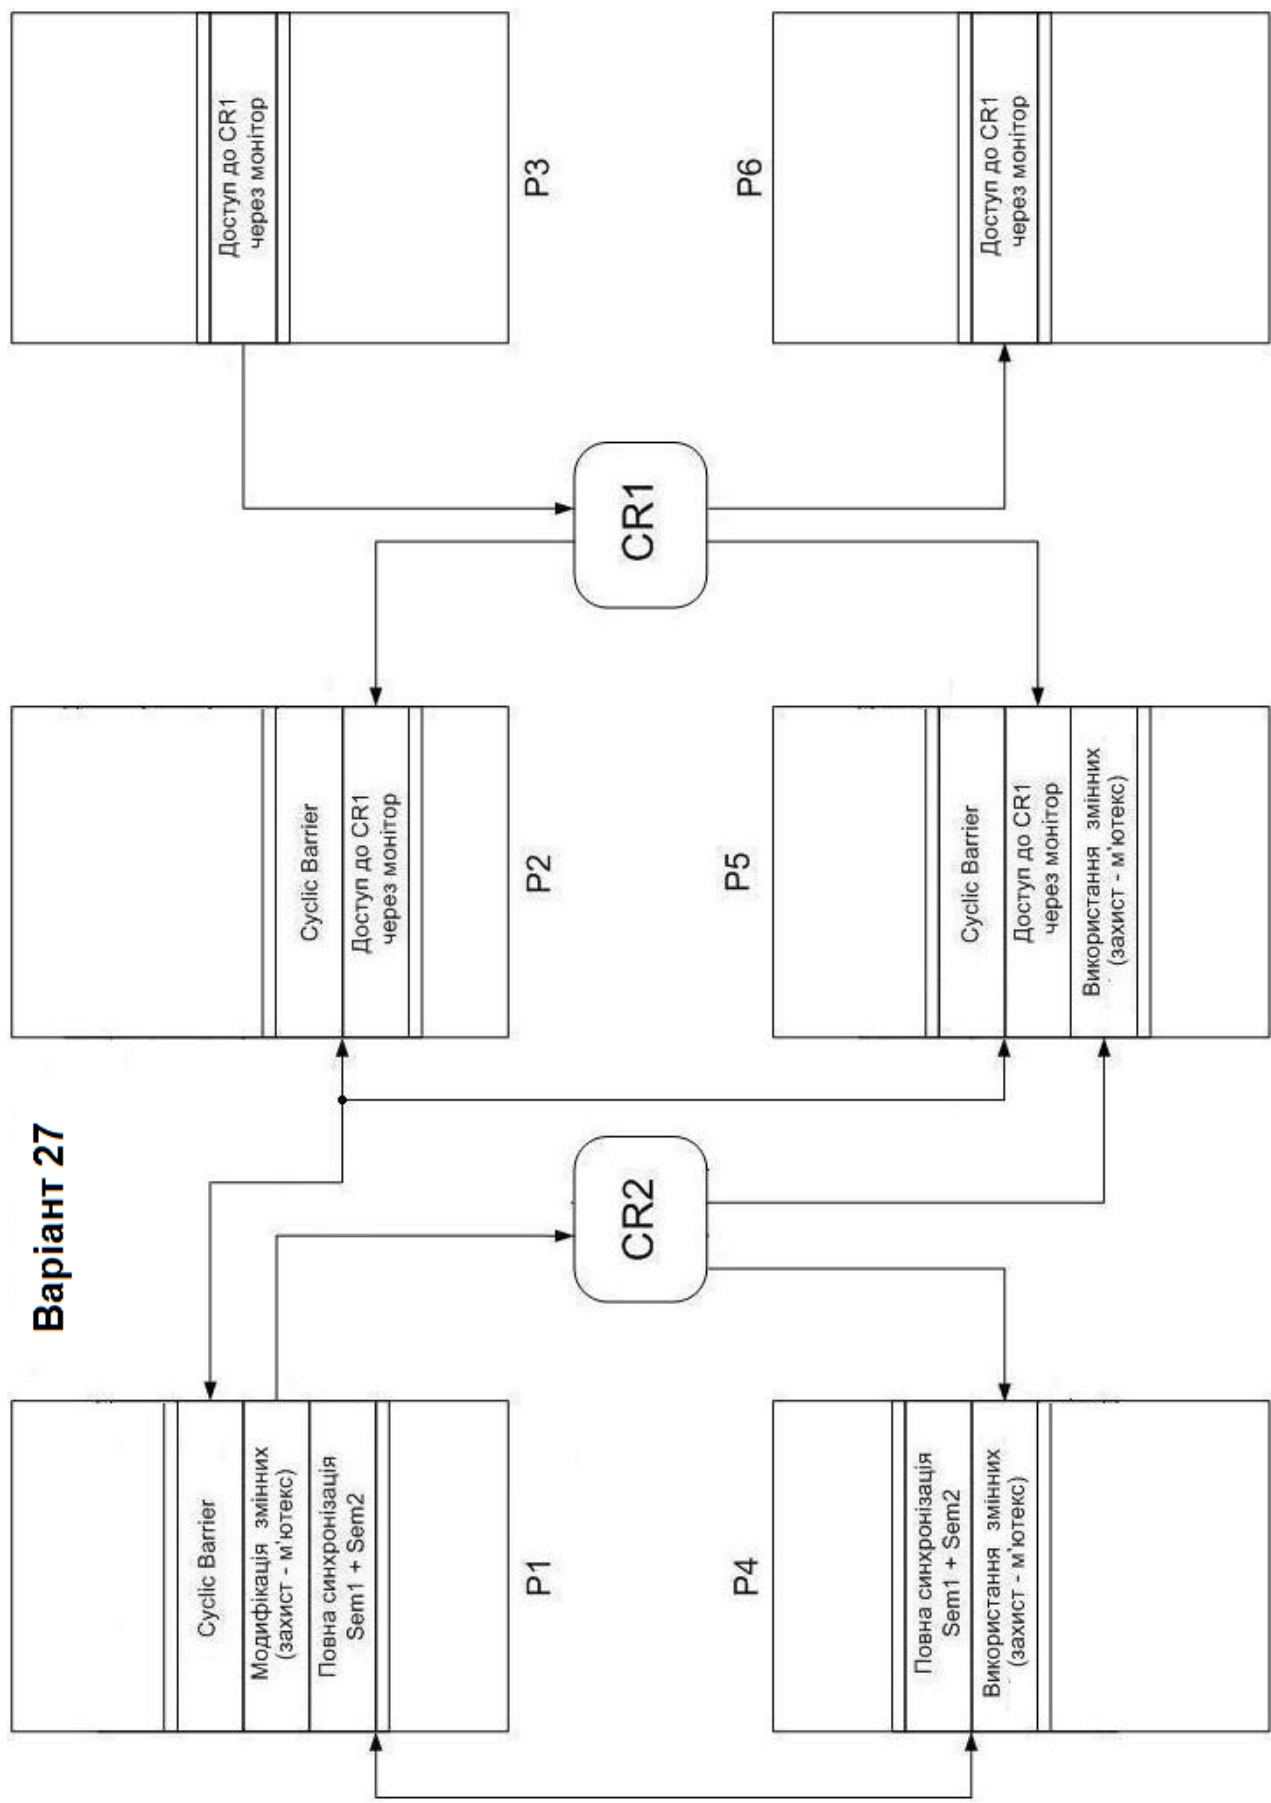 Варіант 27
Cyclic Barrier
Модифікація змінних
(захист - м'ютекс)
Повна синхронізація
Sem1 + Sem2
P1
Cyclic Barrier
Доступ до CR1
через монітор
P2
Доступ до CR1
через монітор
P3
CR2
CR1
Повна синхронізація
Sem1 + Sem2
Використання змінних
(захист - м'ютекс)
P4
Cyclic Barrier
Доступ до CR1
через монітор
Використання змінних
(захист - м'ютекс)
P5
Доступ до CR1
через монітор
P6